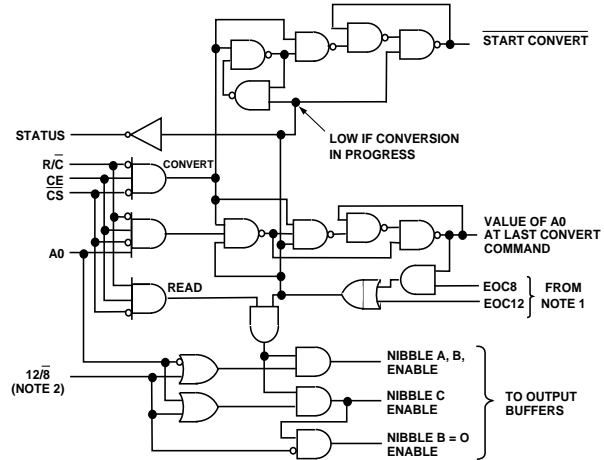 START CONVERT
STATUS
LOW IF CONVERSION
IN PROGRESS
R/C̅
CONVERT
CE
C̅S̅
VALUE OF A0
AT LAST CONVERT
COMMAND
A0
READ
EOC8
EOC12
FROM
NOTE 1
12/8̅
(NOTE 2)
NIBBLE A, B,
ENABLE
NIBBLE C
ENABLE
NIBBLE B = O
ENABLE
TO OUTPUT
BUFFERS